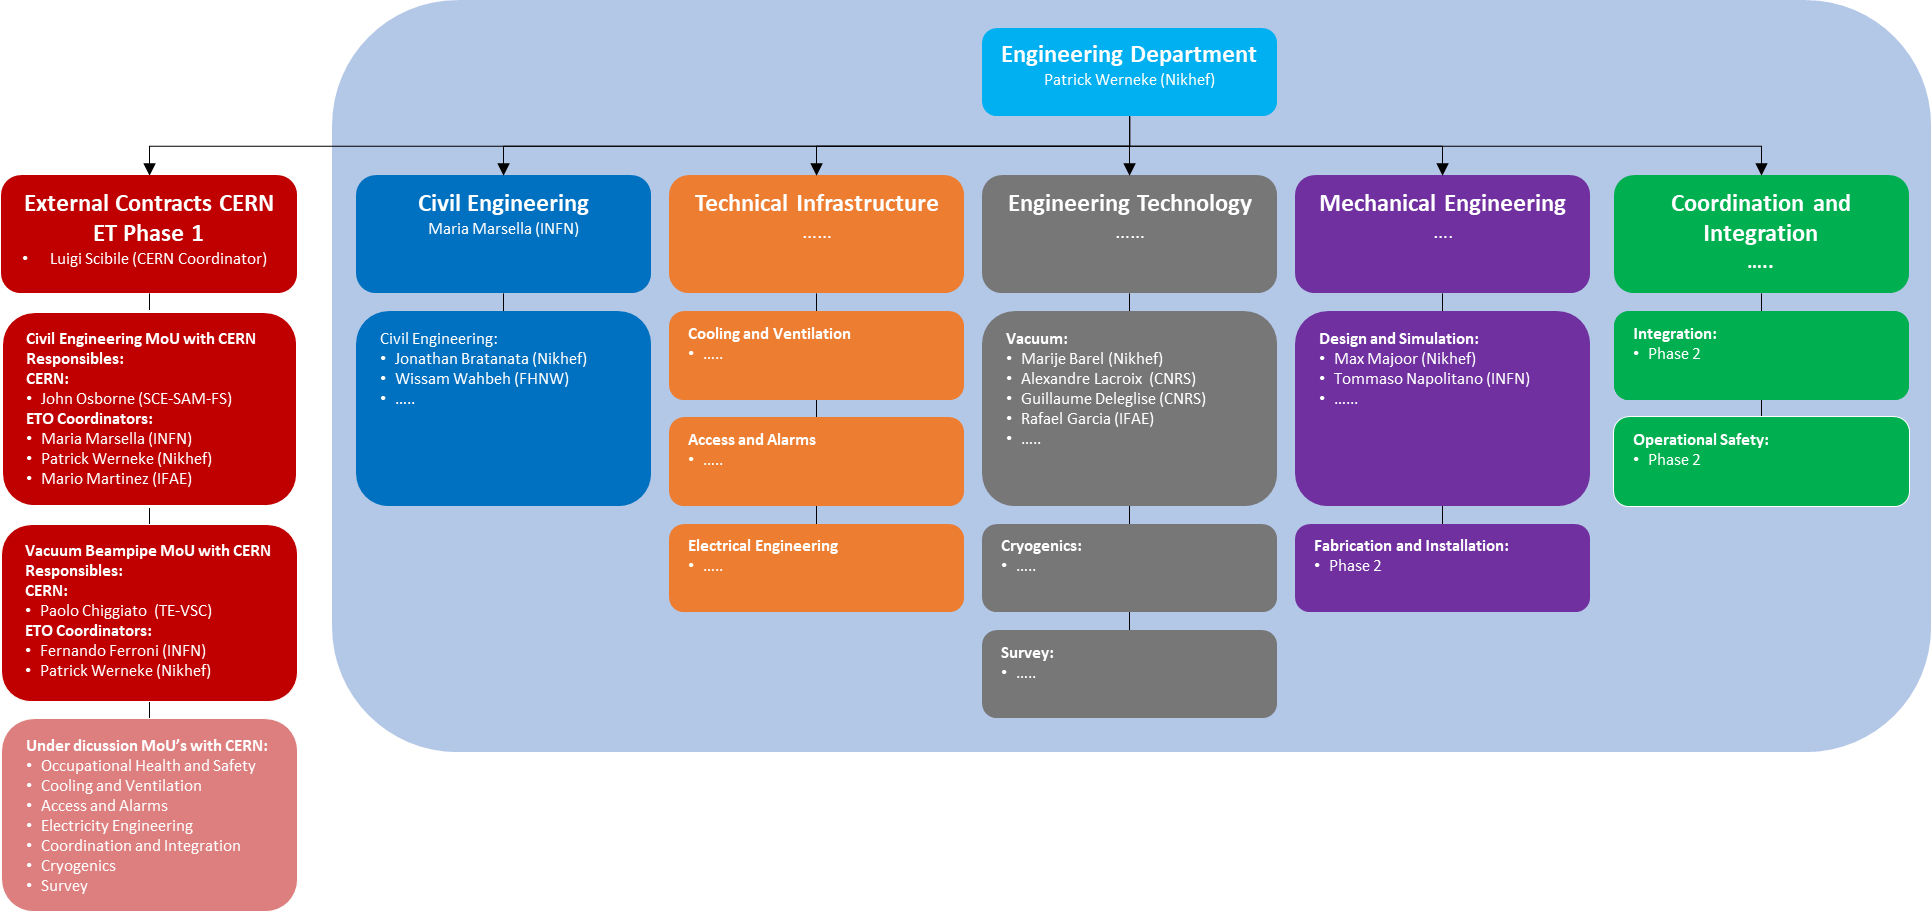 Engineering Department
Patrick Werneke (Nikhef)
External Contracts CERN
ET Phase 1
• Luigi Scibile (CERN Coordinator)
Civil Engineering MoU with CERN
Responsibles:
CERN:
• John Osborne (SCE-SAM-FS)
ETO Coordinators:
• Maria Marsella (INFN)
• Patrick Werneke (Nikhef)
• Mario Martinez (IFAE)
Vacuum Beampipe MoU with CERN
Responsibles:
CERN:
• Paolo Chiggiato (TE-VSC)
ETO Coordinators:
• Fernando Ferroni (INFN)
• Patrick Werneke (Nikhef)
Under dicussion MoU's with CERN:
• Occupational Health and Safety
• Cooling and Ventilation
• Access and Alarms
• Electricity Engineering
• Coordination and Integration
• Cryogenics
• Survey
Civil Engineering
Maria Marsella (INFN)
Civil Engineering:
• Jonathan Bratanata (Nikhef)
• Wissam Wahbeh (FHNW)
• .....
Technical Infrastructure
......
Cooling and Ventilation
• .....
Access and Alarms
• .....
Electrical Engineering
• .....
Engineering Technology
......
Vacuum:
• Marije Barel (Nikhef)
• Alexandre Lacroix (CNRS)
• Guillaume Deleglise (CNRS)
• Rafael Garcia (IFAE)
• .....
Cryogenics:
• .....
Survey:
• .....
Mechanical Engineering
....
Design and Simulation:
• Max Majoor (Nikhef)
• Tommaso Napolitano (INFN)
• ......
Fabrication and Installation:
• Phase 2
Coordination and
Integration
.....
Integration:
• Phase 2
Operational Safety:
• Phase 2